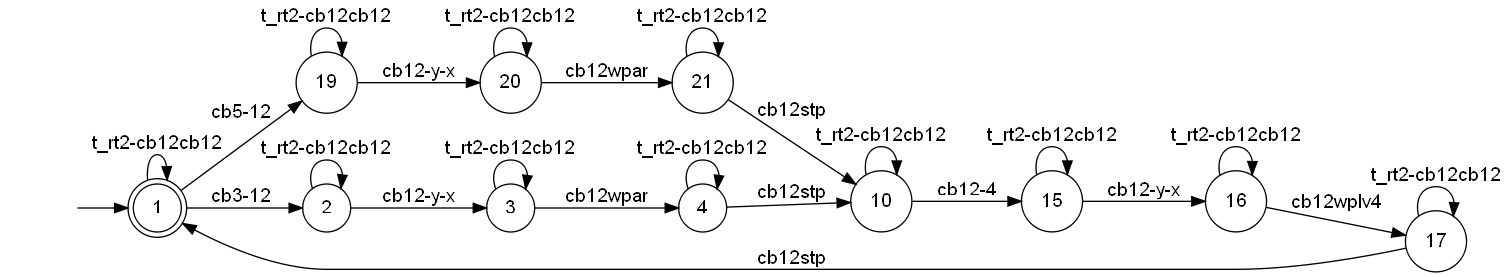 t_rt2-cb12cb12 t_rt2-cb12cb12 t_rt2-cb12cb12
19 cb12-y-x 20 cb12wpar 21
cb5-12 cb12stp
t_rt2-cb12cb12 t_rt2-cb12cb12 t_rt2-cb12cb12 t_rt2-cb12cb12 t_rt2-cb12cb12 t_rt2-cb12cb12 t_rt2-cb12cb12 t_rt2-cb12cb12
1 cb3-12 2 cb12-y-x 3 cb12wpar 4 cb12stp 10 cb12-4 15 cb12-y-x 16 cb12wplv4 17
cb12stp